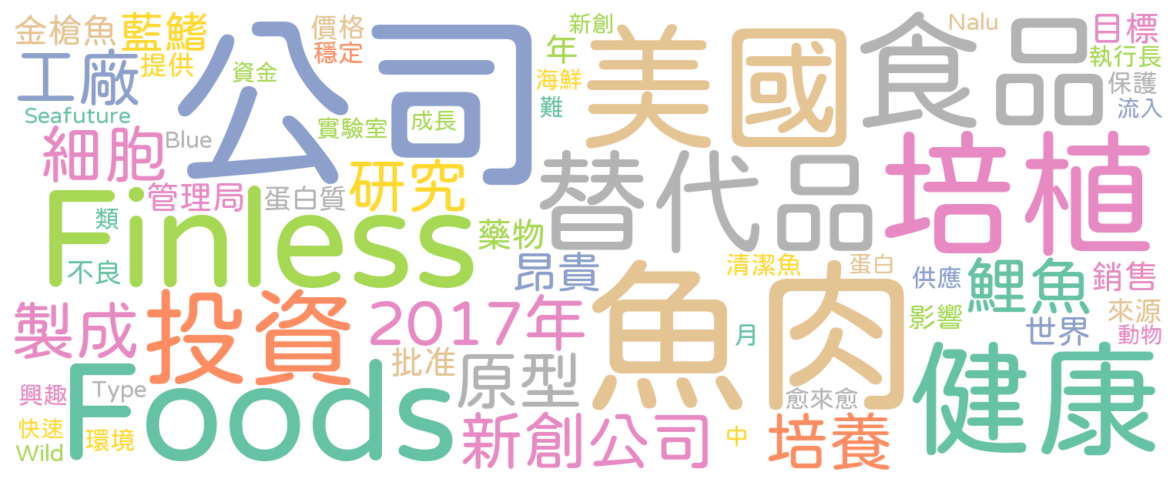 金槍魚 藍鰭 公司 價格 美國 新創 食品 Nalu 目標
工廠 提供 穩定 年 執行長
資金 海鮮 保護
Seafuture 實驗室 成長 難 流入
細胞 Blue 替代品 培植
管理局 蛋白質 研究
Finless 類 藥物
不良 昂貴 清潔魚 蛋白 供應 鯉魚 銷售
製成 投資 2017年 魚肉 月 影響 世界 來源
動物
批准 原型 健康
興趣 Type Foods 愈來愈
快速 環境 新創公司 中 培養
Wild